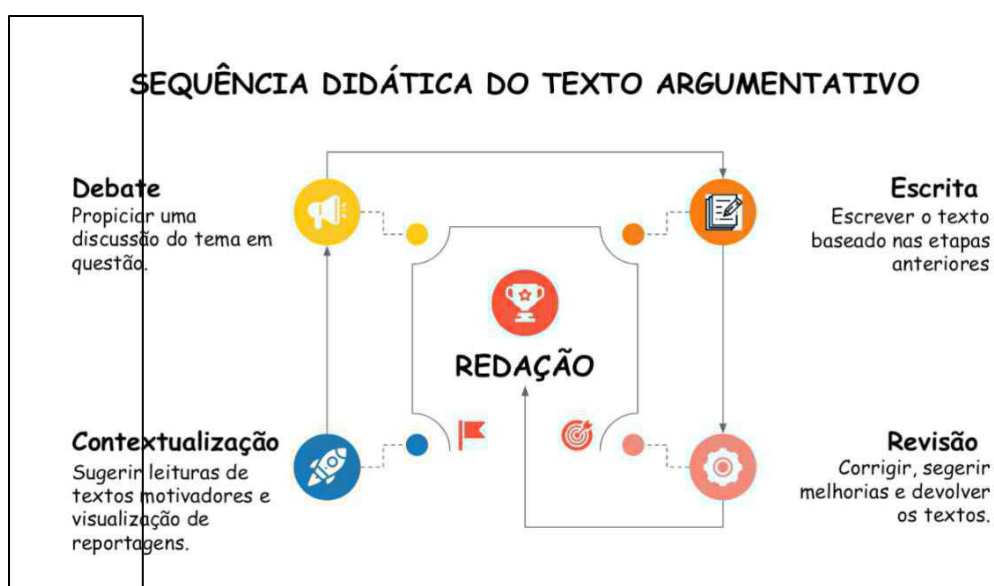 SEQUÊNCIA DIDÁTICA DO TEXTO ARGUMENTATIVO
Debate
Propiciar uma
discussão do tema em
questão.
Escrita
Escrever o texto
baseado nas etapas
anteriores
REDAÇÃO
Contextualização
Sugerir leituras de
textos motivadores e
visualização de
reportagens.
Revisão
Corrigir, segerir
melhorias e devolver
os textos.